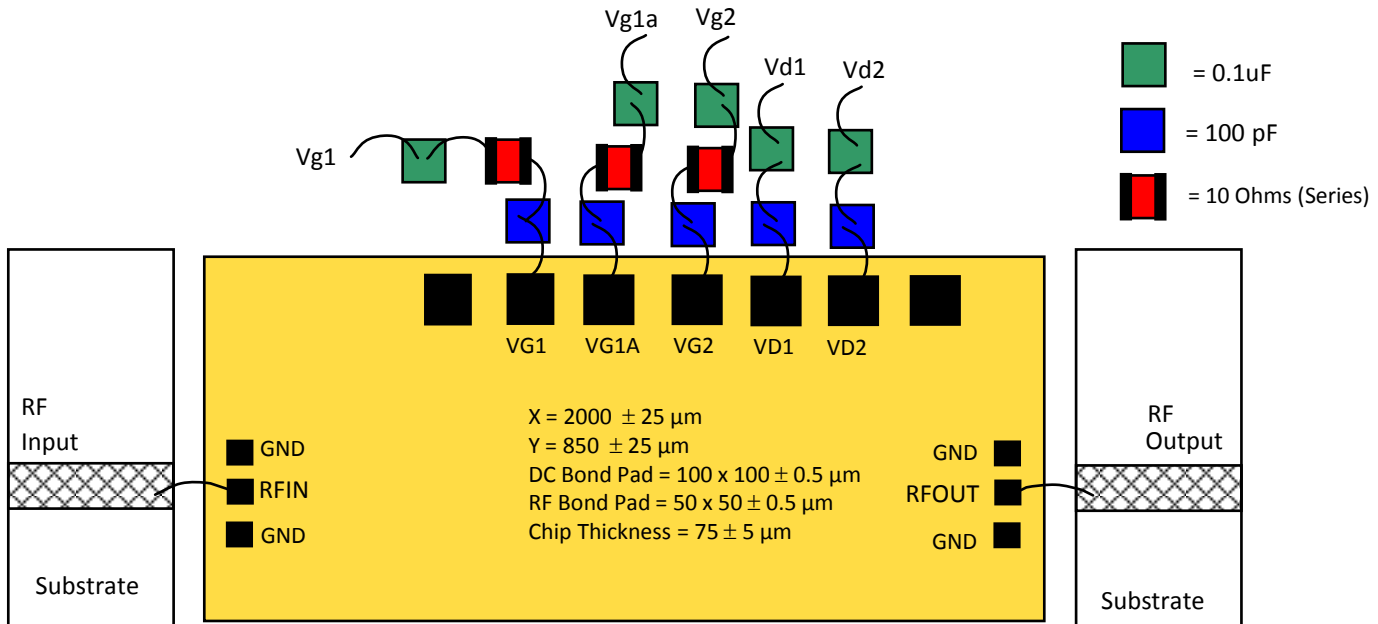 Vg1a
Vg2
Vd1
Vd2
Vg1
= 0.1uF
= 100 pF
= 10 Ohms (Series)
VG1
VG1A
VG2
VD1
VD2
RF
Input
Substrate
GND
RFIN
GND
X = 2000 ± 25 µm
Y = 850 ± 25 µm
DC Bond Pad = 100 x 100 ± 0.5 µm
RF Bond Pad = 50 x 50 ± 0.5 µm
Chip Thickness = 75 ± 5 µm
GND
RFOUT
GND
RF
Output
Substrate